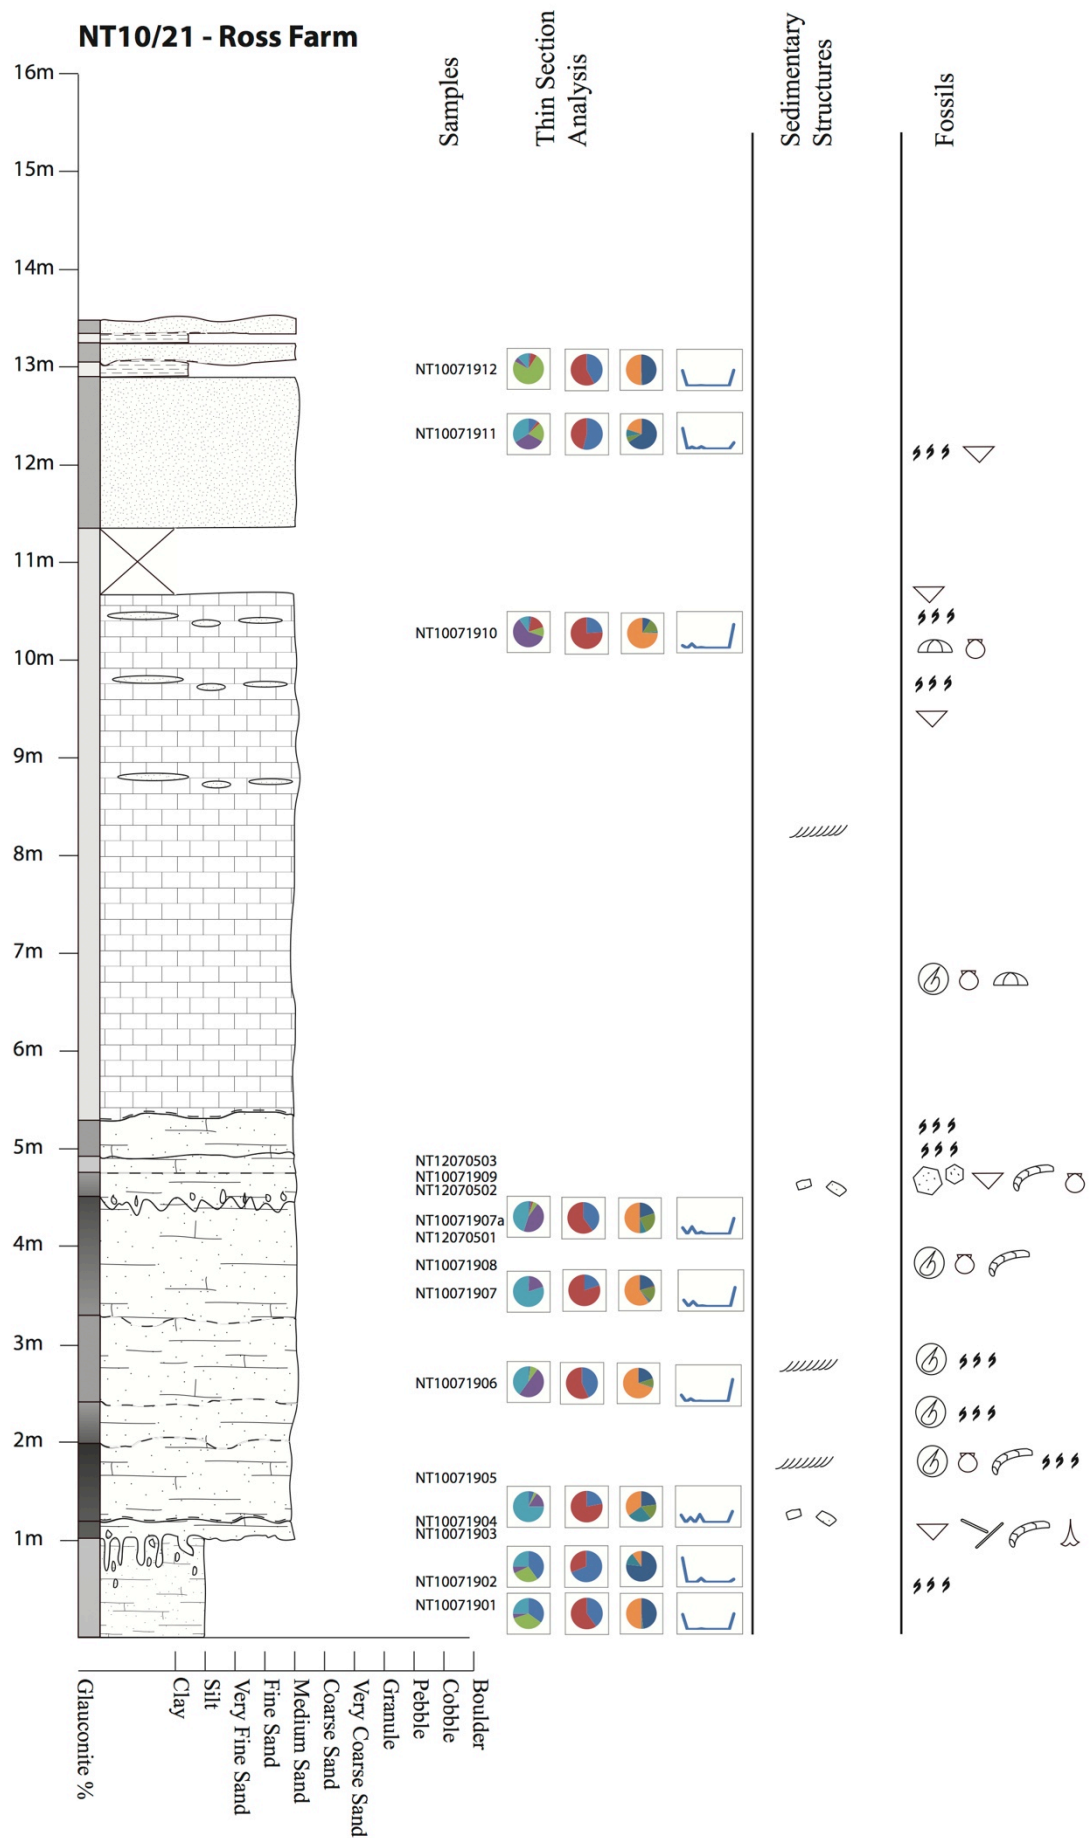 NT10/21 - Ross Farm
Samples
Thin Section
Analysis
Sedimentary
Structures
Fossils
16m
15m
14m
13m
12m
11m
10m
9m
8m
7m
6m
5m
4m
3m
2m
1m
NT10071912
NT10071911
NT10071910
NT12070503
NT10071909
NT12070502
NT10071907a
NT12070501
NT10071908
NT10071907
NT10071906
NT10071905
NT10071904
NT10071903
NT10071902
NT10071901
Glauconite %
Clay
Silt
Very Fine Sand
Fine Sand
Medium Sand
Coarse Sand
Very Coarse Sand
Granule
Pebble
Cobble
Boulder